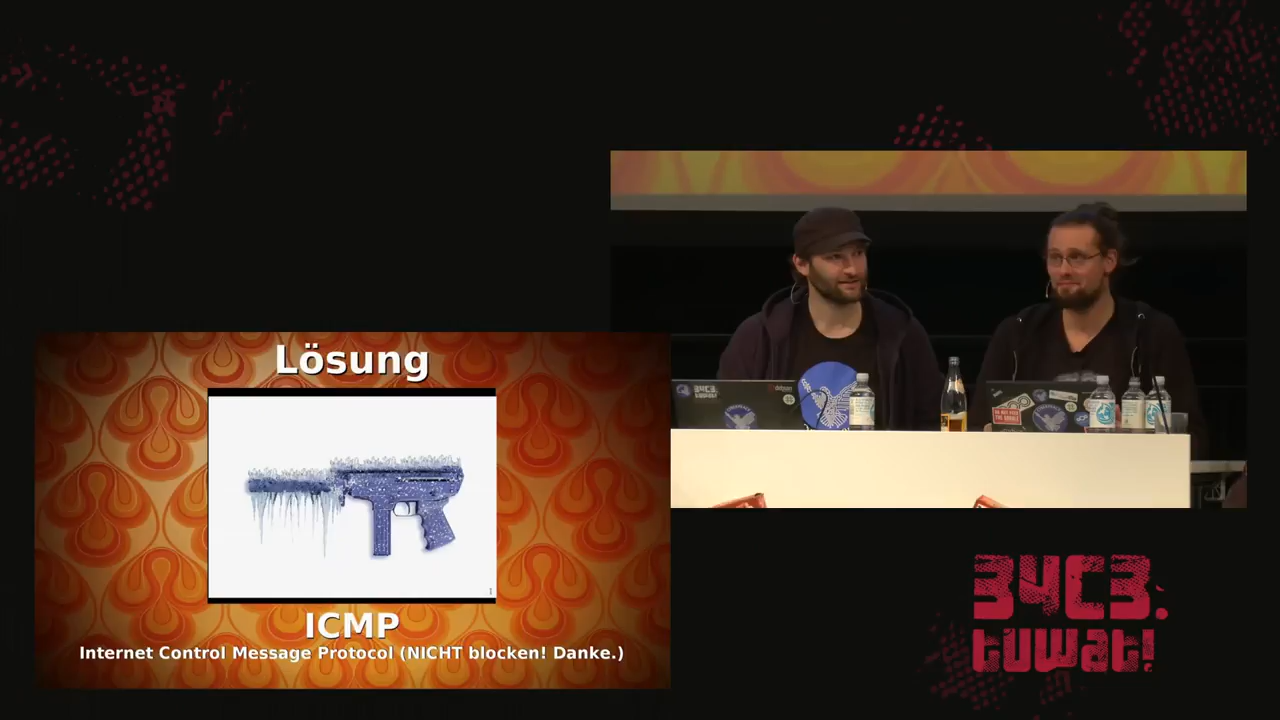 Lösung
ICMP
Internet Control Message Protocol (NICHT blocken! Danke.)
34C3.
tuwat!